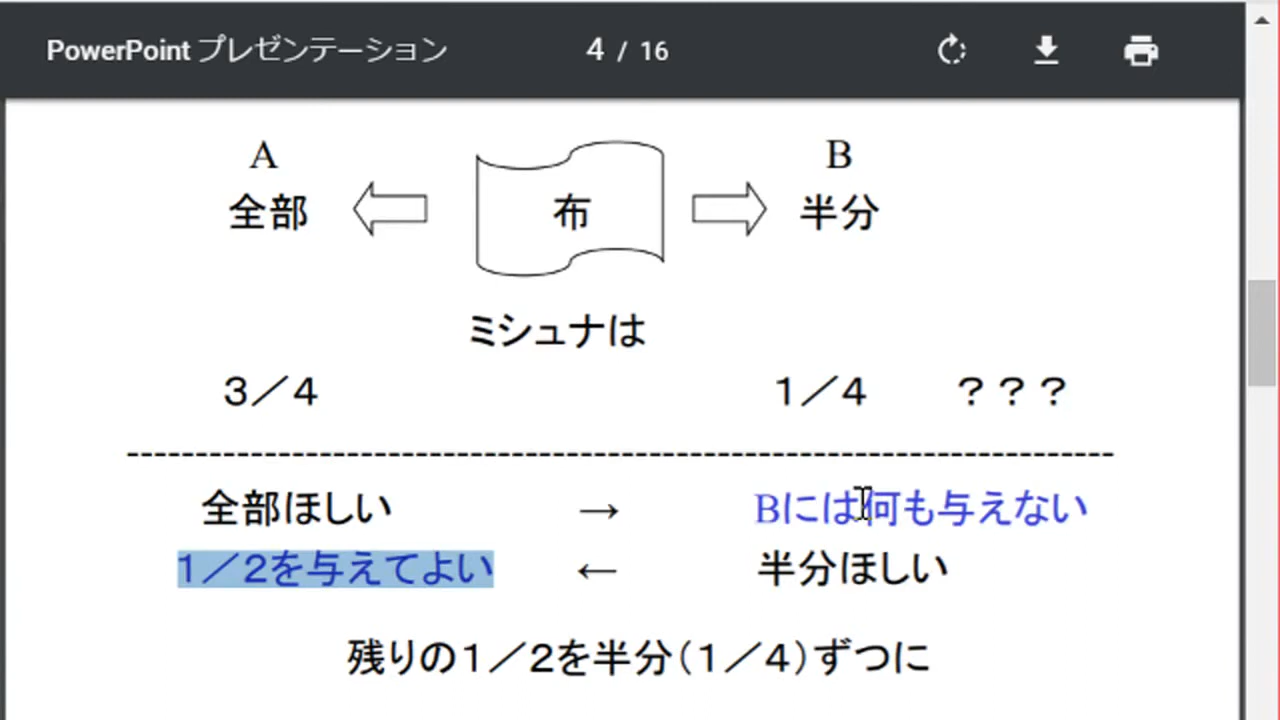 PowerPoint プレゼンテーション 4 / 16
A B
全部 布 半分
ミシュナは
3／4 1／4 ？？？
------------------------------------------------------------------------
全部ほしい → Bには何も与えない
1／2を与えてよい ← 半分ほしい
残りの1／2を半分(1／4)ずつに